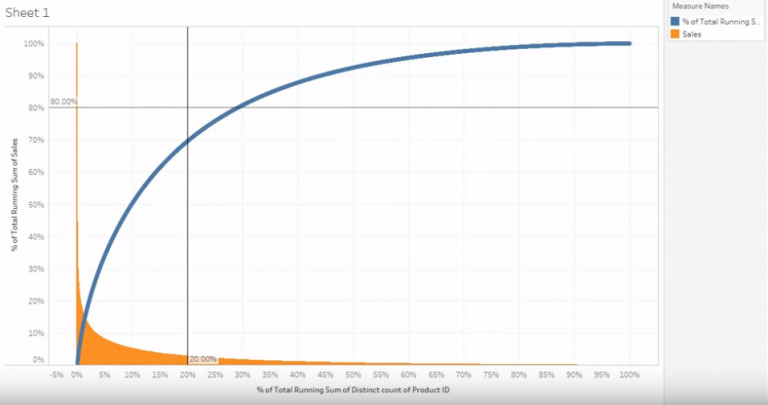 Sheet 1
Measure Names
% of Total Running S..
Sales
100%
90%
80.00%
80%
70%
60%
50%
40%
30%
20%
10%
0%
% of Total Running Sum of Sales
20.00%
-5% 0% 5% 10% 15% 20% 25% 30% 35% 40% 45% 50% 55% 60% 65% 70% 75% 80% 85% 90% 95% 100%
% of Total Running Sum of Distinct count of Product ID